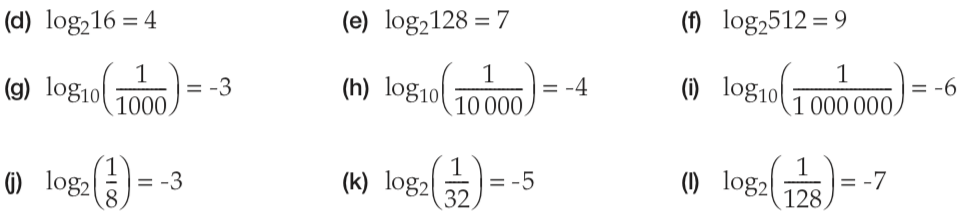 (d) log₂16 = 4 (e) log₂128 = 7 (f) log₂512 = 9
(g) log₁₀(1/1000) = -3 (h) log₁₀(1/10 000) = -4 (i) log₁₀(1/1 000 000) = -6
(j) log₂(1/8) = -3 (k) log₂(1/32) = -5 (l) log₂(1/128) = -7